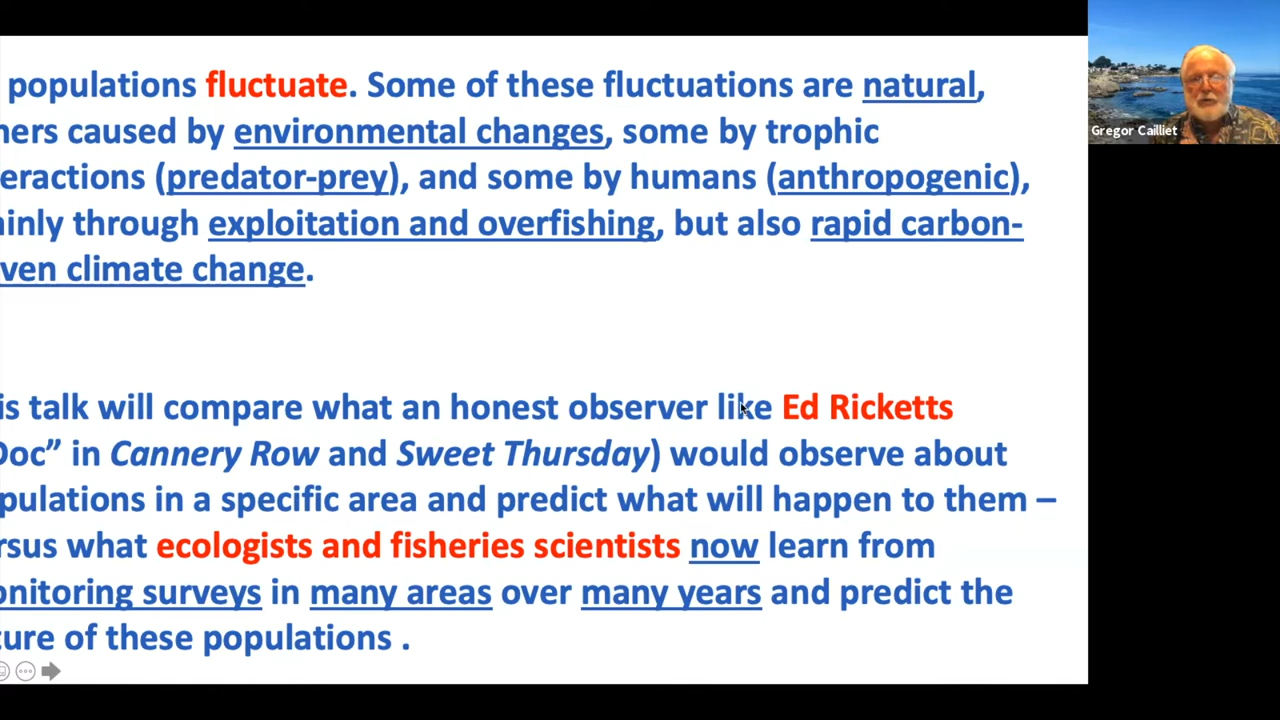 populations fluctuate. Some of these fluctuations are natural,
hers caused by environmental changes, some by trophic
eractions (predator-prey), and some by humans (anthropogenic),
inly through exploitation and overfishing, but also rapid carbon-
ven climate change.
is talk will compare what an honest observer like Ed Ricketts
Doc” in Cannery Row and Sweet Thursday) would observe about
pulations in a specific area and predict what will happen to them –
rsus what ecologists and fisheries scientists now learn from
onitoring surveys in many areas over many years and predict the
ture of these populations .
Gregor Cailliet